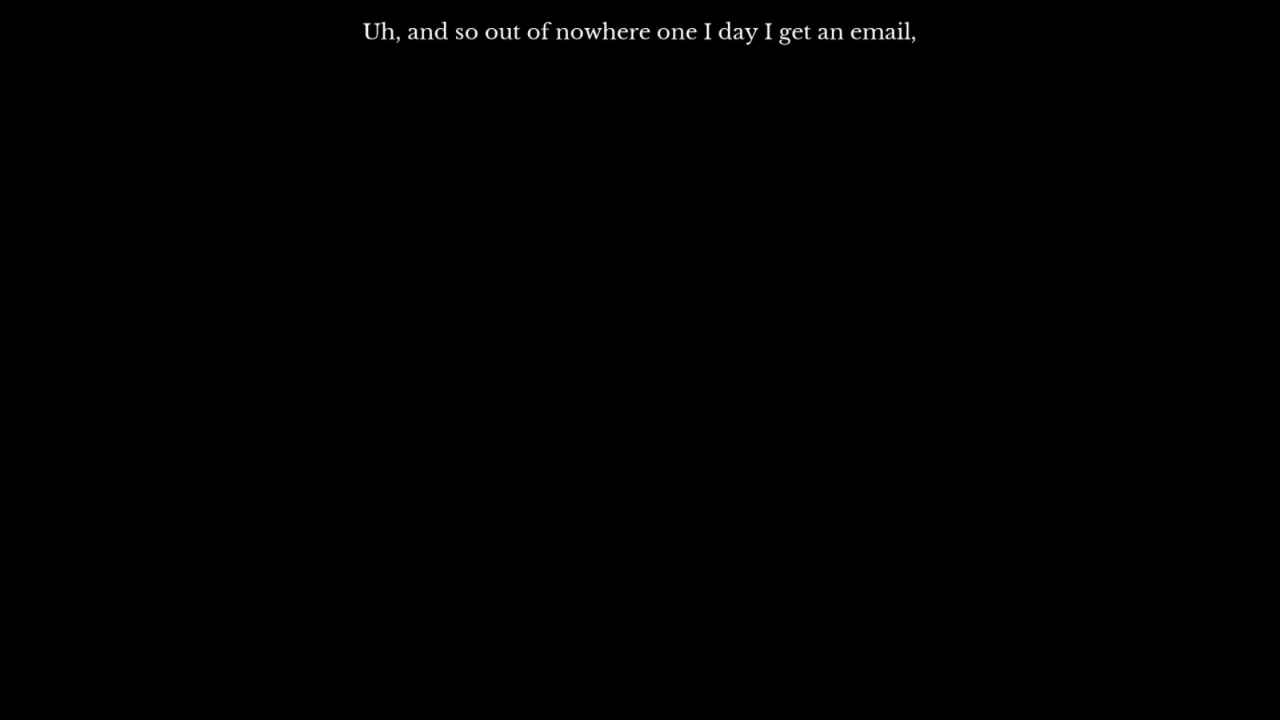 Uh, and so out of nowhere one I day I get an email,